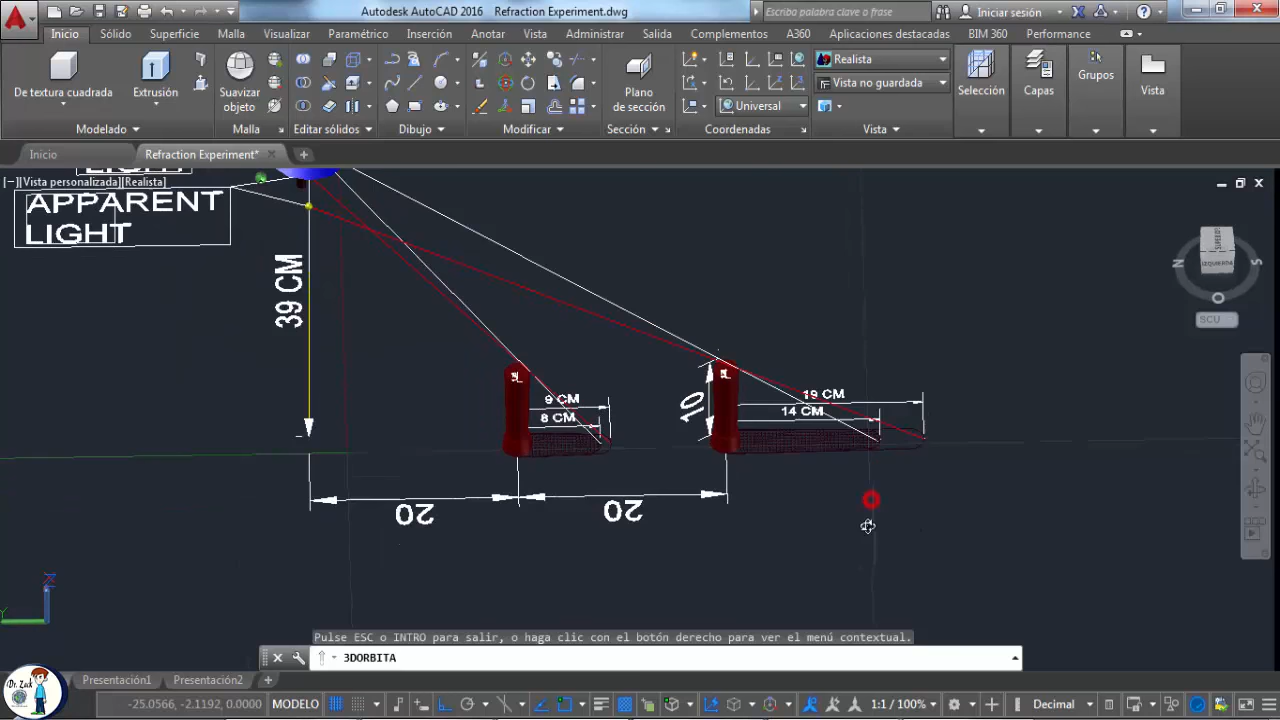 Autodesk AutoCAD 2016 Refraction Experiment.dwg
Escriba palabra clave o frase
Iniciar sesión
Inicio Sólido Superficie Malla Visualizar Paramétrico Inserción Anotar Vista Administrar Salida Complementos A360 Aplicaciones destacadas BIM 360 Performance
De textura cuadrada
Extrusión
Suavizar
objeto
Plano
de sección
Realista
Vista no guardada
Universal
Selección
Capas
Grupos
Vista
Modelado Malla Editar sólidos Dibujo Modificar Sección Coordenadas Vista
Inicio Refraction Experiment*
[−][Vista personalizada][Realista]
LIGHT
APPARENT
LIGHT
39 CM
9 CM
8 CM
10
19 CM
14 CM
20
20
N
S
IZQUIERDA
SCU
Pulse ESC o INTRO para salir, o haga clic con el botón derecho para ver el menú contextual.
3DORBITA
Presentación1 Presentación2
Dr. Zuk
-25.0566, -2.1192, 0.0000 MODELO
1:1 / 100%
Decimal